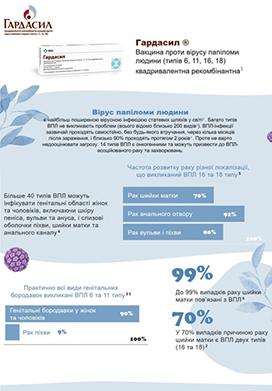 ГАРДАСИЛ
Гардасил ®
Вакцина проти вірусу папіломи
людини (типів 6, 11, 16, 18)
квадривалентна рекомбінантна¹
Вірус папіломи людини
є найбільш поширеною вірусною інфекцією статевих шляхів у світі¹. Багато типів
ВПЛ не викликають проблем (всього відомо близько 200 видів²). ВПЛ-інфекції
зазвичай проходять самостійно, без будь-якого втручання, через кілька місяців
після зараження, і близько 90% проходять протягом 2 років³. Проте не варто
недооцінювати загрозу. 14 типів ВПЛ є онкогенними та можуть призвести до ВПЛ-
асоційованого раку та захворювань.
Частота розвитку раку різної локалізації,
що викликаний ВПЛ 16 та 18 типів⁵
Більше 40 типів ВПЛ можуть
інфікувати генітальні області жінок
та чоловіків, включаючи шкіру
пеніса, вульви та ануса, і слизові
оболонки піхви, шийки матки та
анального каналу⁴
Рак шийки матки 70%
Рак анального отвору 92%
Рак вульви і піхви 80%
100%
Практично всі види генітальних
бородавок викликані ВПЛ 6 та 11 типу¹¹
Генітальні бородавки у жінок
та чоловіків 90%
Рак піхви 9%
100%
99%
До 99% випадків раку шийки
матки пов'язані з ВПЛ⁵
70%
У 70% випадків причиною раку
шийки матки є ВПЛ двух типів
(16 та 18)²